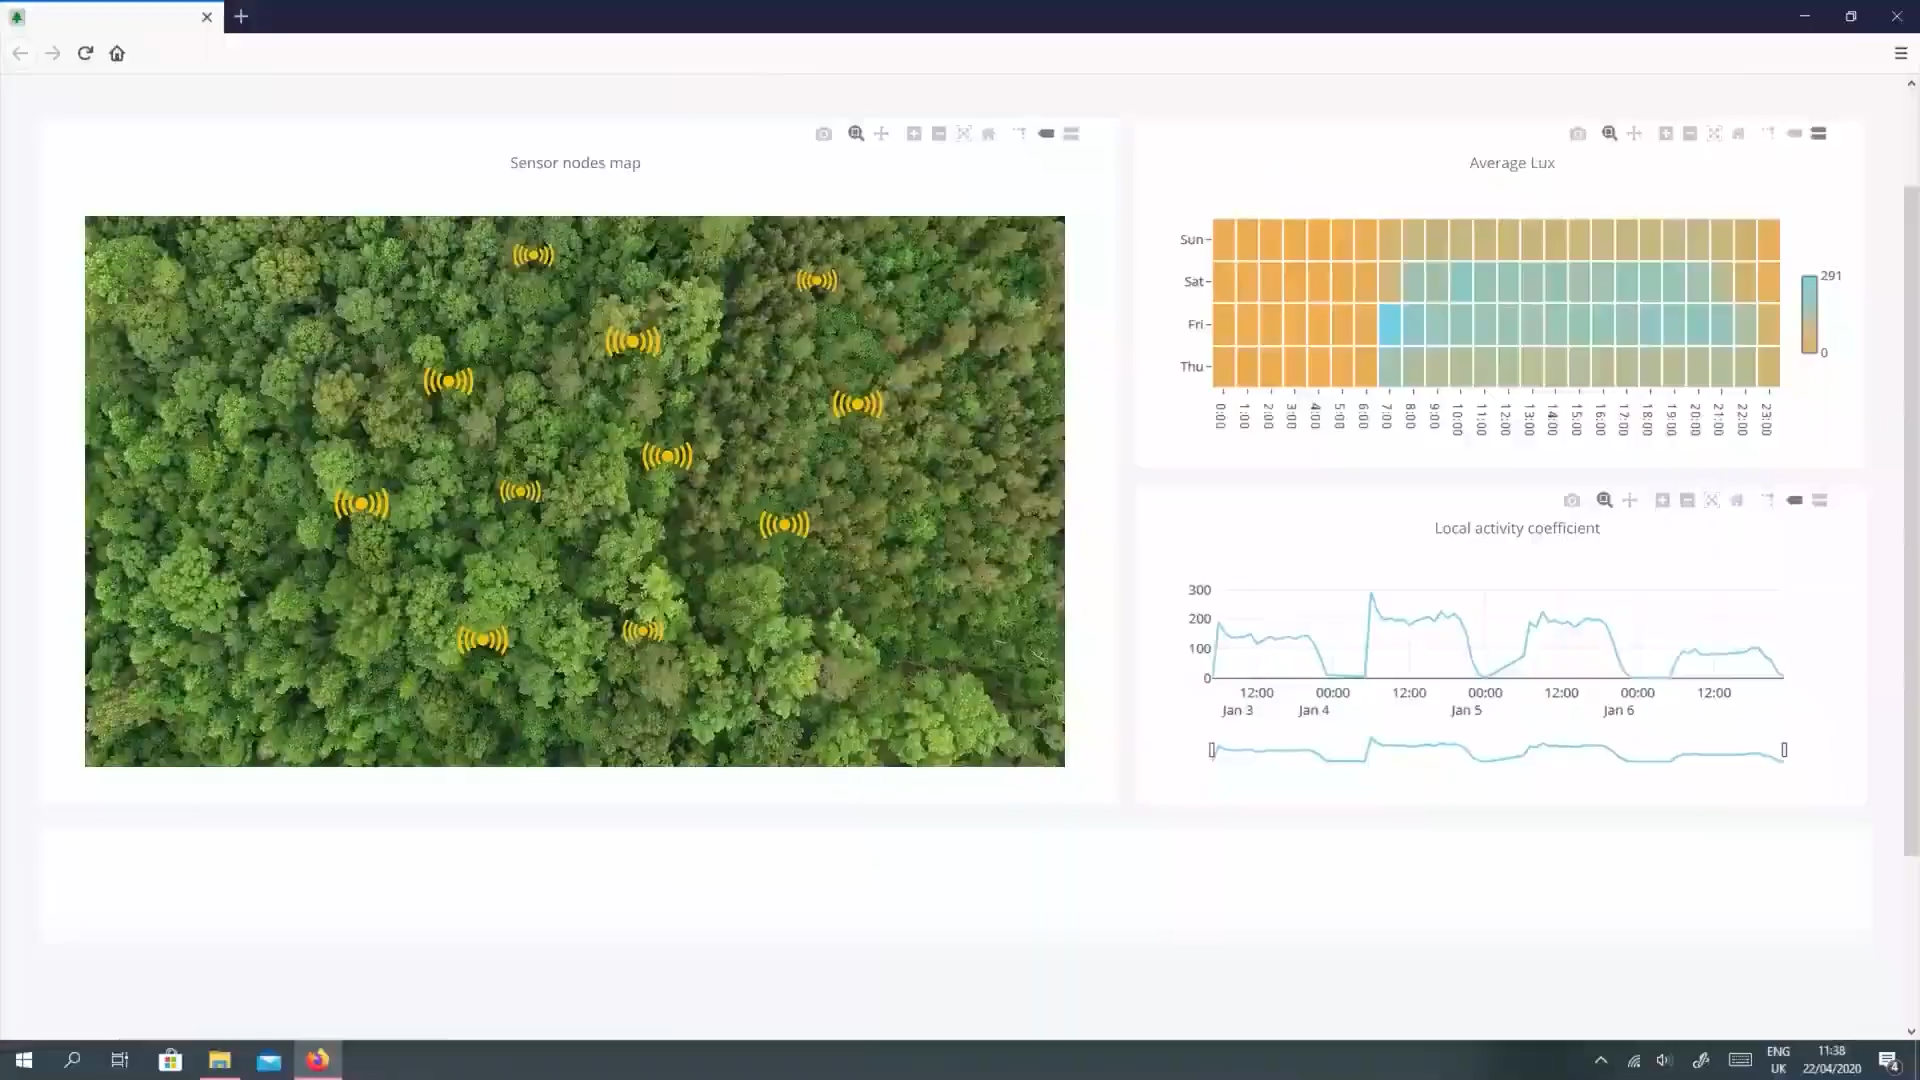 Sensor nodes map
Average Lux
Sun
Sat
Fri
Thu
0:00 1:00 2:00 3:00 4:00 5:00 6:00 7:00 8:00 9:00 10:00 11:00 12:00 13:00 14:00 15:00 16:00 17:00 18:00 19:00 20:00 21:00 22:00 23:00
291
0
Local activity coefficient
300
200
100
0
12:00 00:00 12:00 00:00 12:00 00:00 12:00
Jan 3 Jan 4 Jan 5 Jan 6
ENG
UK
11:38
22/04/2020
4